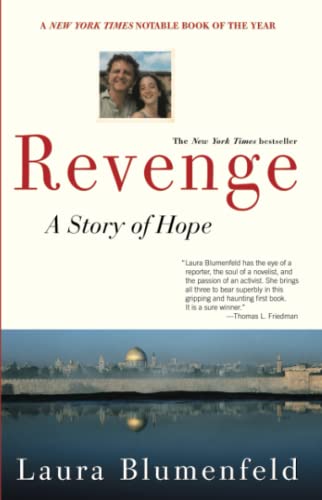 A NEW YORK TIMES NOTABLE BOOK OF THE YEAR
The New York Times bestseller
Revenge
A Story of Hope
"Laura Blumenfeld has the eye of a
reporter, the soul of a novelist, and
the passion of an activist. She brings
all three to bear superbly in this
gripping and haunting first book.
It is a sure winner."
—Thomas L. Friedman
Laura Blumenfeld